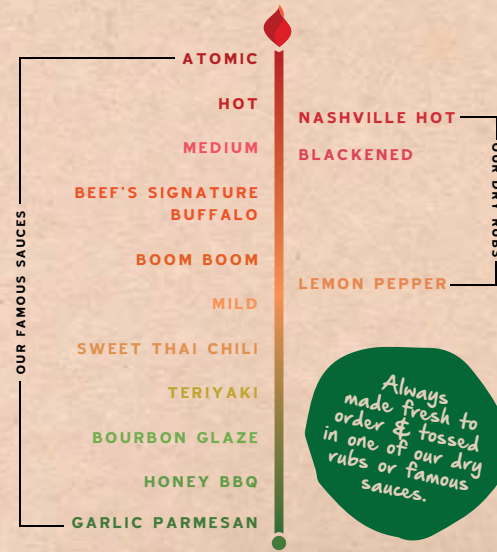 OUR FAMOUS SAUCES
ATOMIC
HOT
MEDIUM
BEEF'S SIGNATURE
BUFFALO
BOOM BOOM
MILD
SWEET THAI CHILI
TERIYAKI
BOURBON GLAZE
HONEY BBQ
GARLIC PARMESAN
NASHVILLE HOT
BLACKENED
LEMON PEPPER
OUR DRY RUBS
Always
made fresh to
order & tossed
in one of our dry
rubs or famous
sauces.